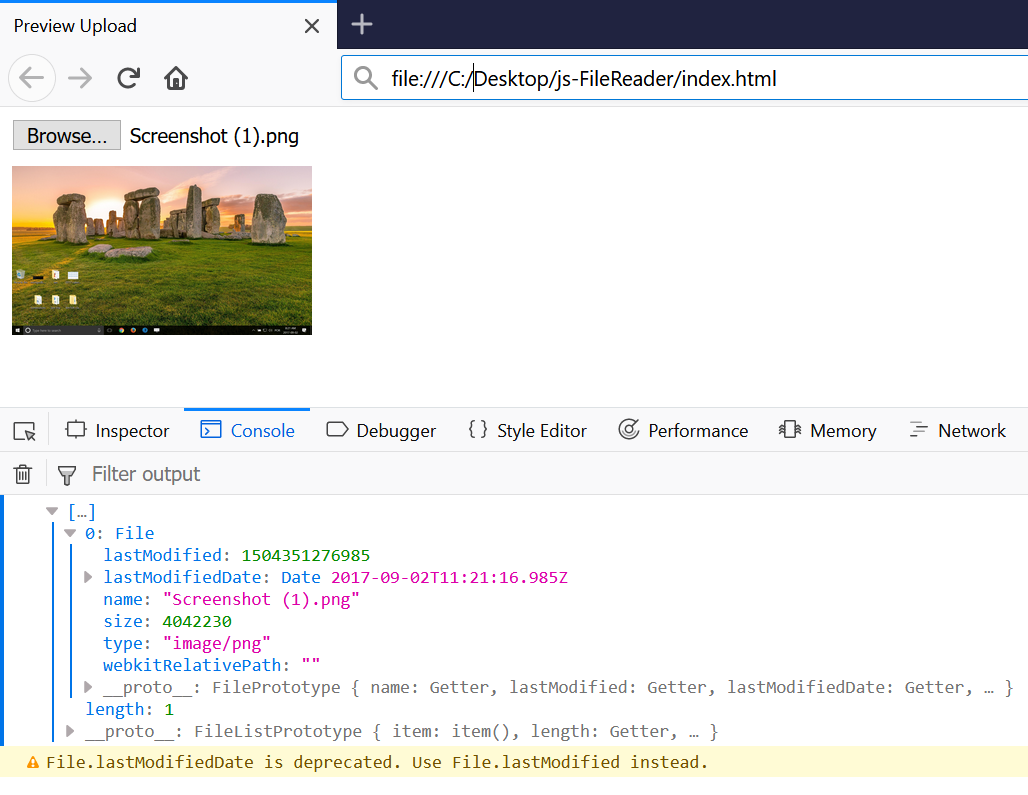 Preview Upload
file:///C:/Desktop/js-FileReader/index.html
Browse... Screenshot (1).png
Inspector Console Debugger { } Style Editor Performance Memory Network
Filter output
[…]
0: File
lastModified: 1504351276985
lastModifiedDate: Date 2017-09-02T11:21:16.985Z
name: "Screenshot (1).png"
size: 4042230
type: "image/png"
webkitRelativePath: ""
__proto__: FilePrototype { name: Getter, lastModified: Getter, lastModifiedDate: Getter, … }
length: 1
__proto__: FileListPrototype { item: item(), length: Getter, … }
File.lastModifiedDate is deprecated. Use File.lastModified instead.